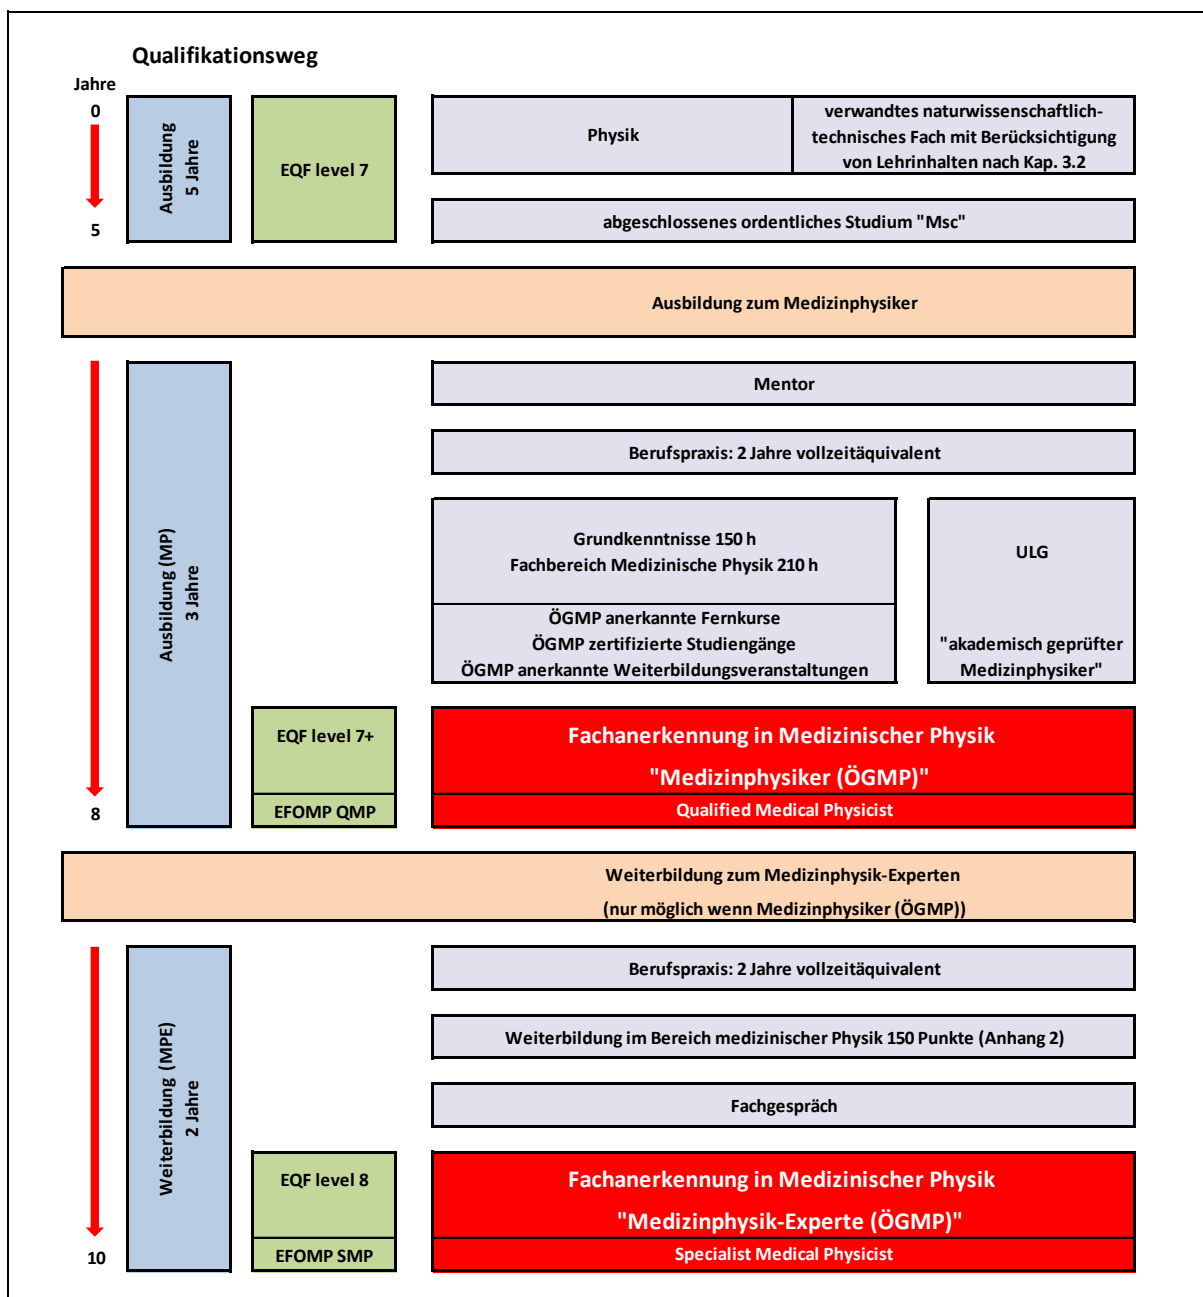 Qualifikationsweg
Jahre
0
5
Ausbildung
5 Jahre
EQF level 7
Physik
verwandtes naturwissenschaftlich-
technisches Fach mit Berücksichtigung
von Lehrinhalten nach Kap. 3.2
abgeschlossenes ordentliches Studium "Msc"
Ausbildung zum Medizinphysiker
Ausbildung (MP)
3 Jahre
Mentor
Berufspraxis: 2 Jahre vollzeitäquivalent
Grundkenntnisse 150 h
Fachbereich Medizinische Physik 210 h
ÖGMP anerkannte Fernkurse
ÖGMP zertifizierte Studiengänge
ÖGMP anerkannte Weiterbildungsveranstaltungen
ULG
"akademisch geprüfter
Medizinphysiker"
8
EQF level 7+
EFOMP QMP
Fachanerkennung in Medizinischer Physik
"Medizinphysiker (ÖGMP)"
Qualified Medical Physicist
Weiterbildung zum Medizinphysik-Experten
(nur möglich wenn Medizinphysiker (ÖGMP))
Weiterbildung (MPE)
2 Jahre
Berufspraxis: 2 Jahre vollzeitäquivalent
Weiterbildung im Bereich medizinischer Physik 150 Punkte (Anhang 2)
Fachgespräch
10
EQF level 8
EFOMP SMP
Fachanerkennung in Medizinischer Physik
"Medizinphysik-Experte (ÖGMP)"
Specialist Medical Physicist